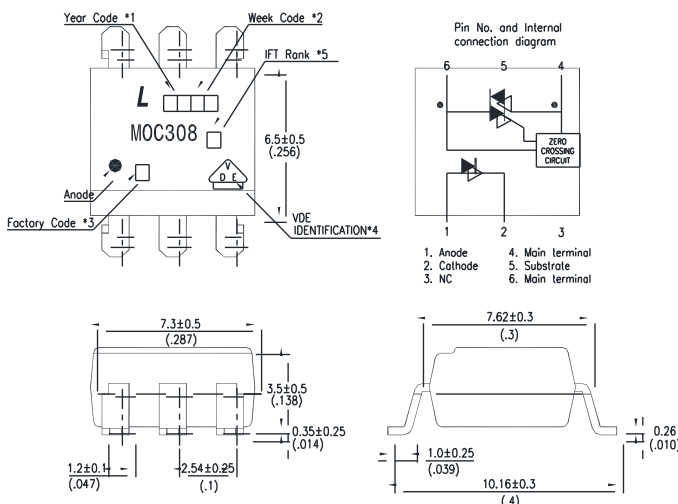 Year Code *1
Week Code *2
IFT Rank *5
L
MOC308
6.5±0.5
(.256)
V
D E
Anode
Factory Code *3
VDE
IDENTIFICATION*4
Pin No. and Internal
connection diagram
6 5 4
ZERO
CROSSING
CIRCUIT
1 2 3
1. Anode 4. Main terminal
2. Cathode 5. Substrate
3. NC 6. Main terminal
7.3±0.5
(.287)
3.5±0.5
(.138)
0.35±0.25
(.014)
1.2±0.1
(.047)
2.54±0.25
(.1)
7.62±0.3
(.3)
0.26
(.010)
1.0±0.25
(.039)
10.16±0.3
(.4)